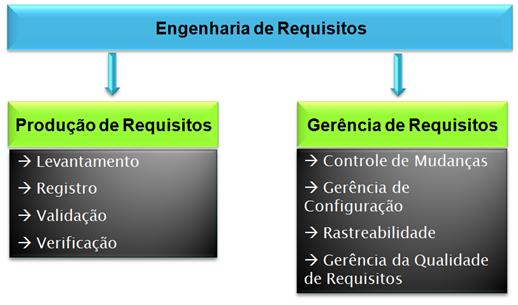 Engenharia de Requisitos
Produção de Requisitos
→ Levantamento
→ Registro
→ Validação
→ Verificação
Gerência de Requisitos
→ Controle de Mudanças
→ Gerência de
Configuração
→ Rastreabilidade
→ Gerência da Qualidade
de Requisitos